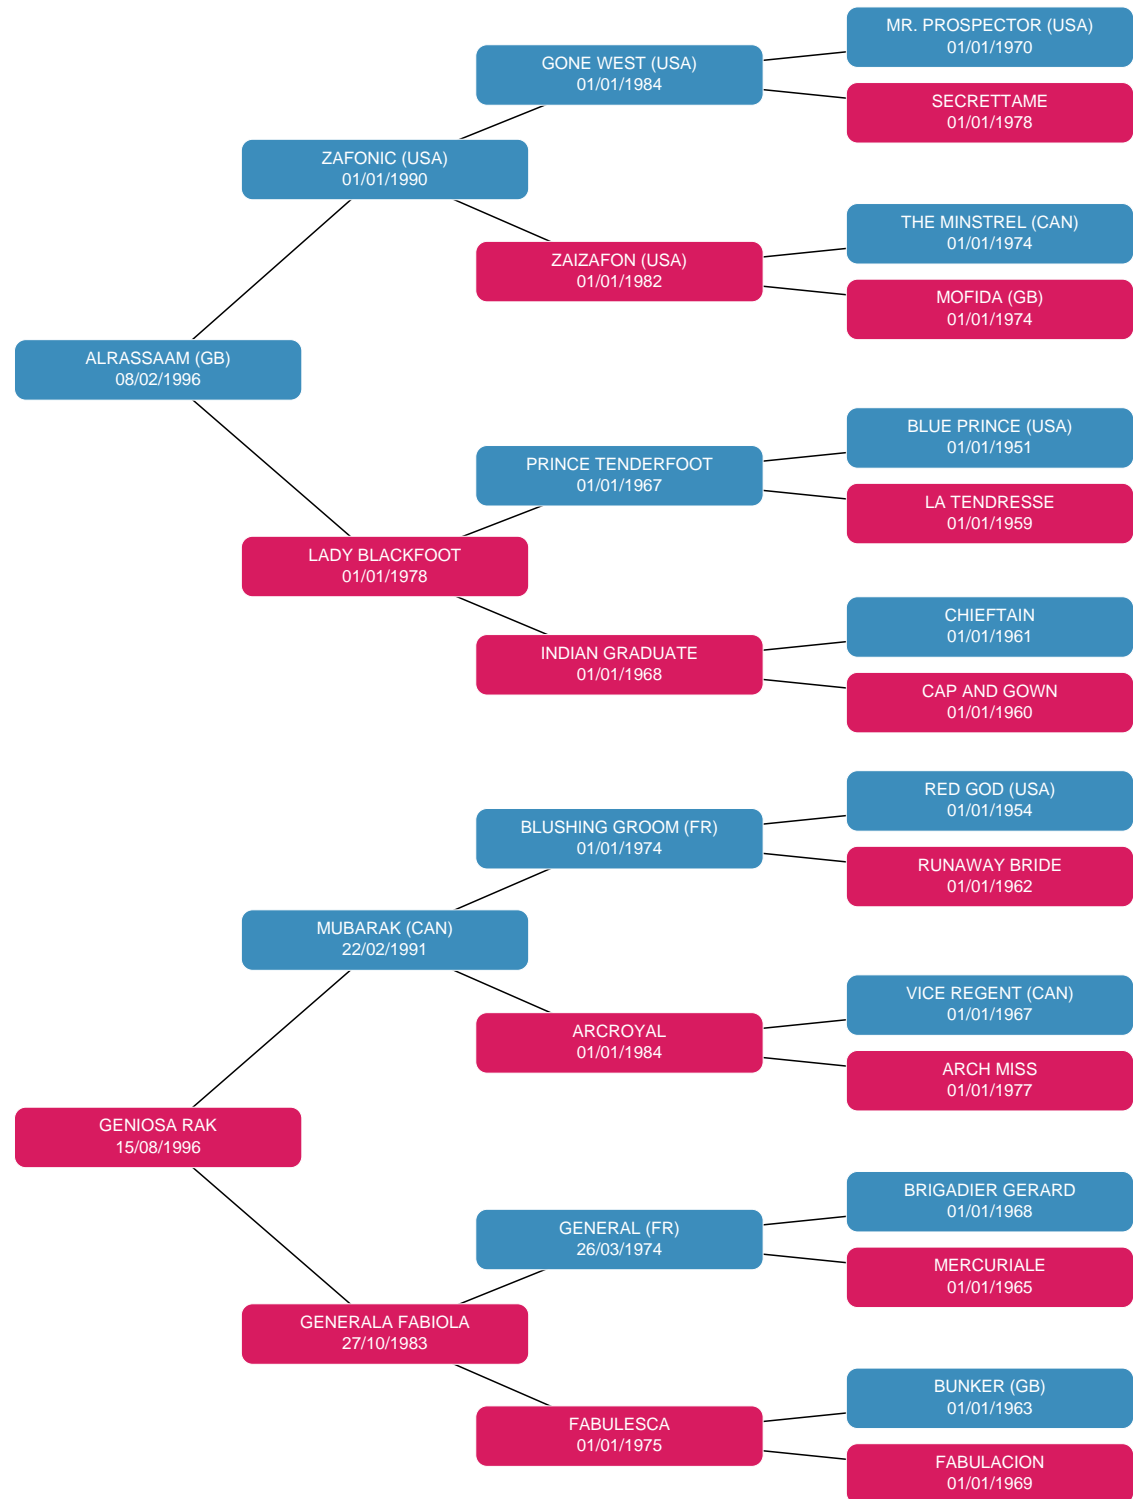 MR. PROSPECTOR (USA)
01/01/1970
GONE WEST (USA)
01/01/1984
SECRETTAME
01/01/1978
ZAFONIC (USA)
01/01/1990
THE MINSTREL (CAN)
01/01/1974
ZAIZAFON (USA)
01/01/1982
MOFIDA (GB)
01/01/1974
ALRASSAAM (GB)
08/02/1996
BLUE PRINCE (USA)
01/01/1951
PRINCE TENDERFOOT
01/01/1967
LA TENDRESSE
01/01/1959
LADY BLACKFOOT
01/01/1978
CHIEFTAIN
01/01/1961
INDIAN GRADUATE
01/01/1968
CAP AND GOWN
01/01/1960
RED GOD (USA)
01/01/1954
BLUSHING GROOM (FR)
01/01/1974
RUNAWAY BRIDE
01/01/1962
MUBARAK (CAN)
22/02/1991
VICE REGENT (CAN)
01/01/1967
ARCROYAL
01/01/1984
ARCH MISS
01/01/1977
GENIOSA RAK
15/08/1996
BRIGADIER GERARD
01/01/1968
GENERAL (FR)
26/03/1974
MERCURIALE
01/01/1965
GENERALA FABIOLA
27/10/1983
BUNKER (GB)
01/01/1963
FABULESCA
01/01/1975
FABULACION
01/01/1969